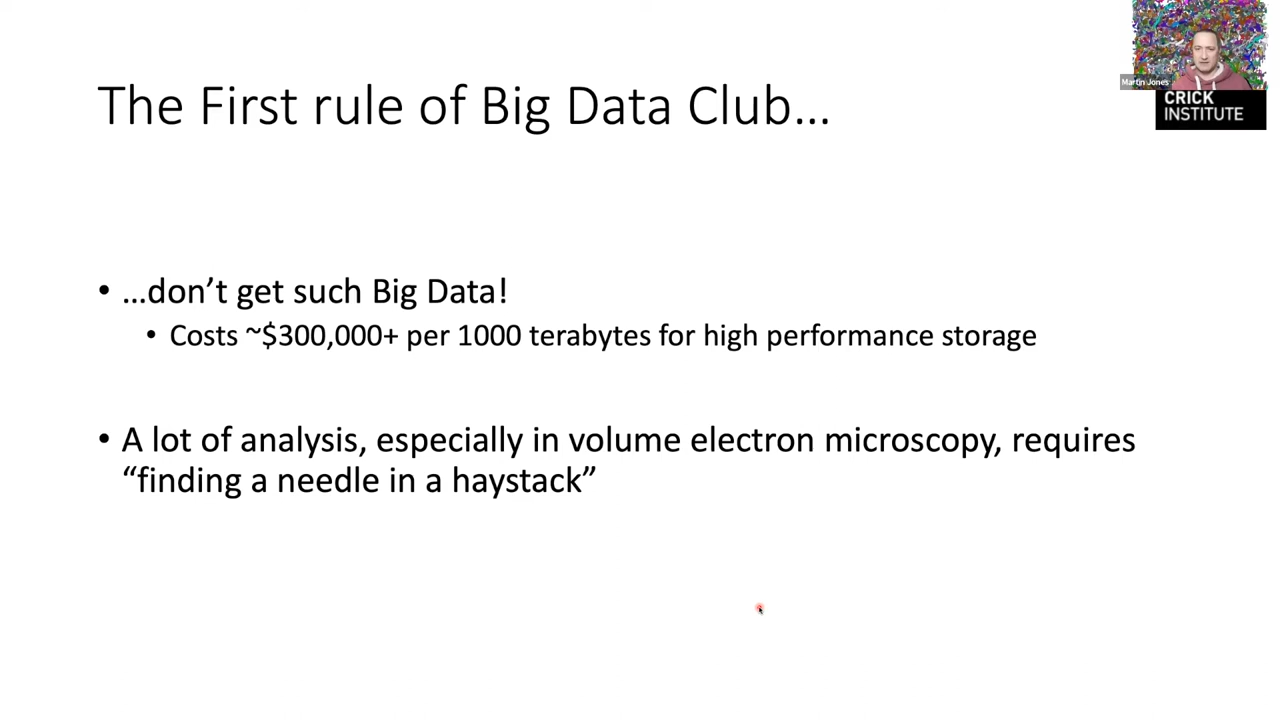 Martin Jones
CRICK
INSTITUTE
The First rule of Big Data Club…
• …don’t get such Big Data!
• Costs ~$300,000+ per 1000 terabytes for high performance storage
• A lot of analysis, especially in volume electron microscopy, requires
“finding a needle in a haystack”